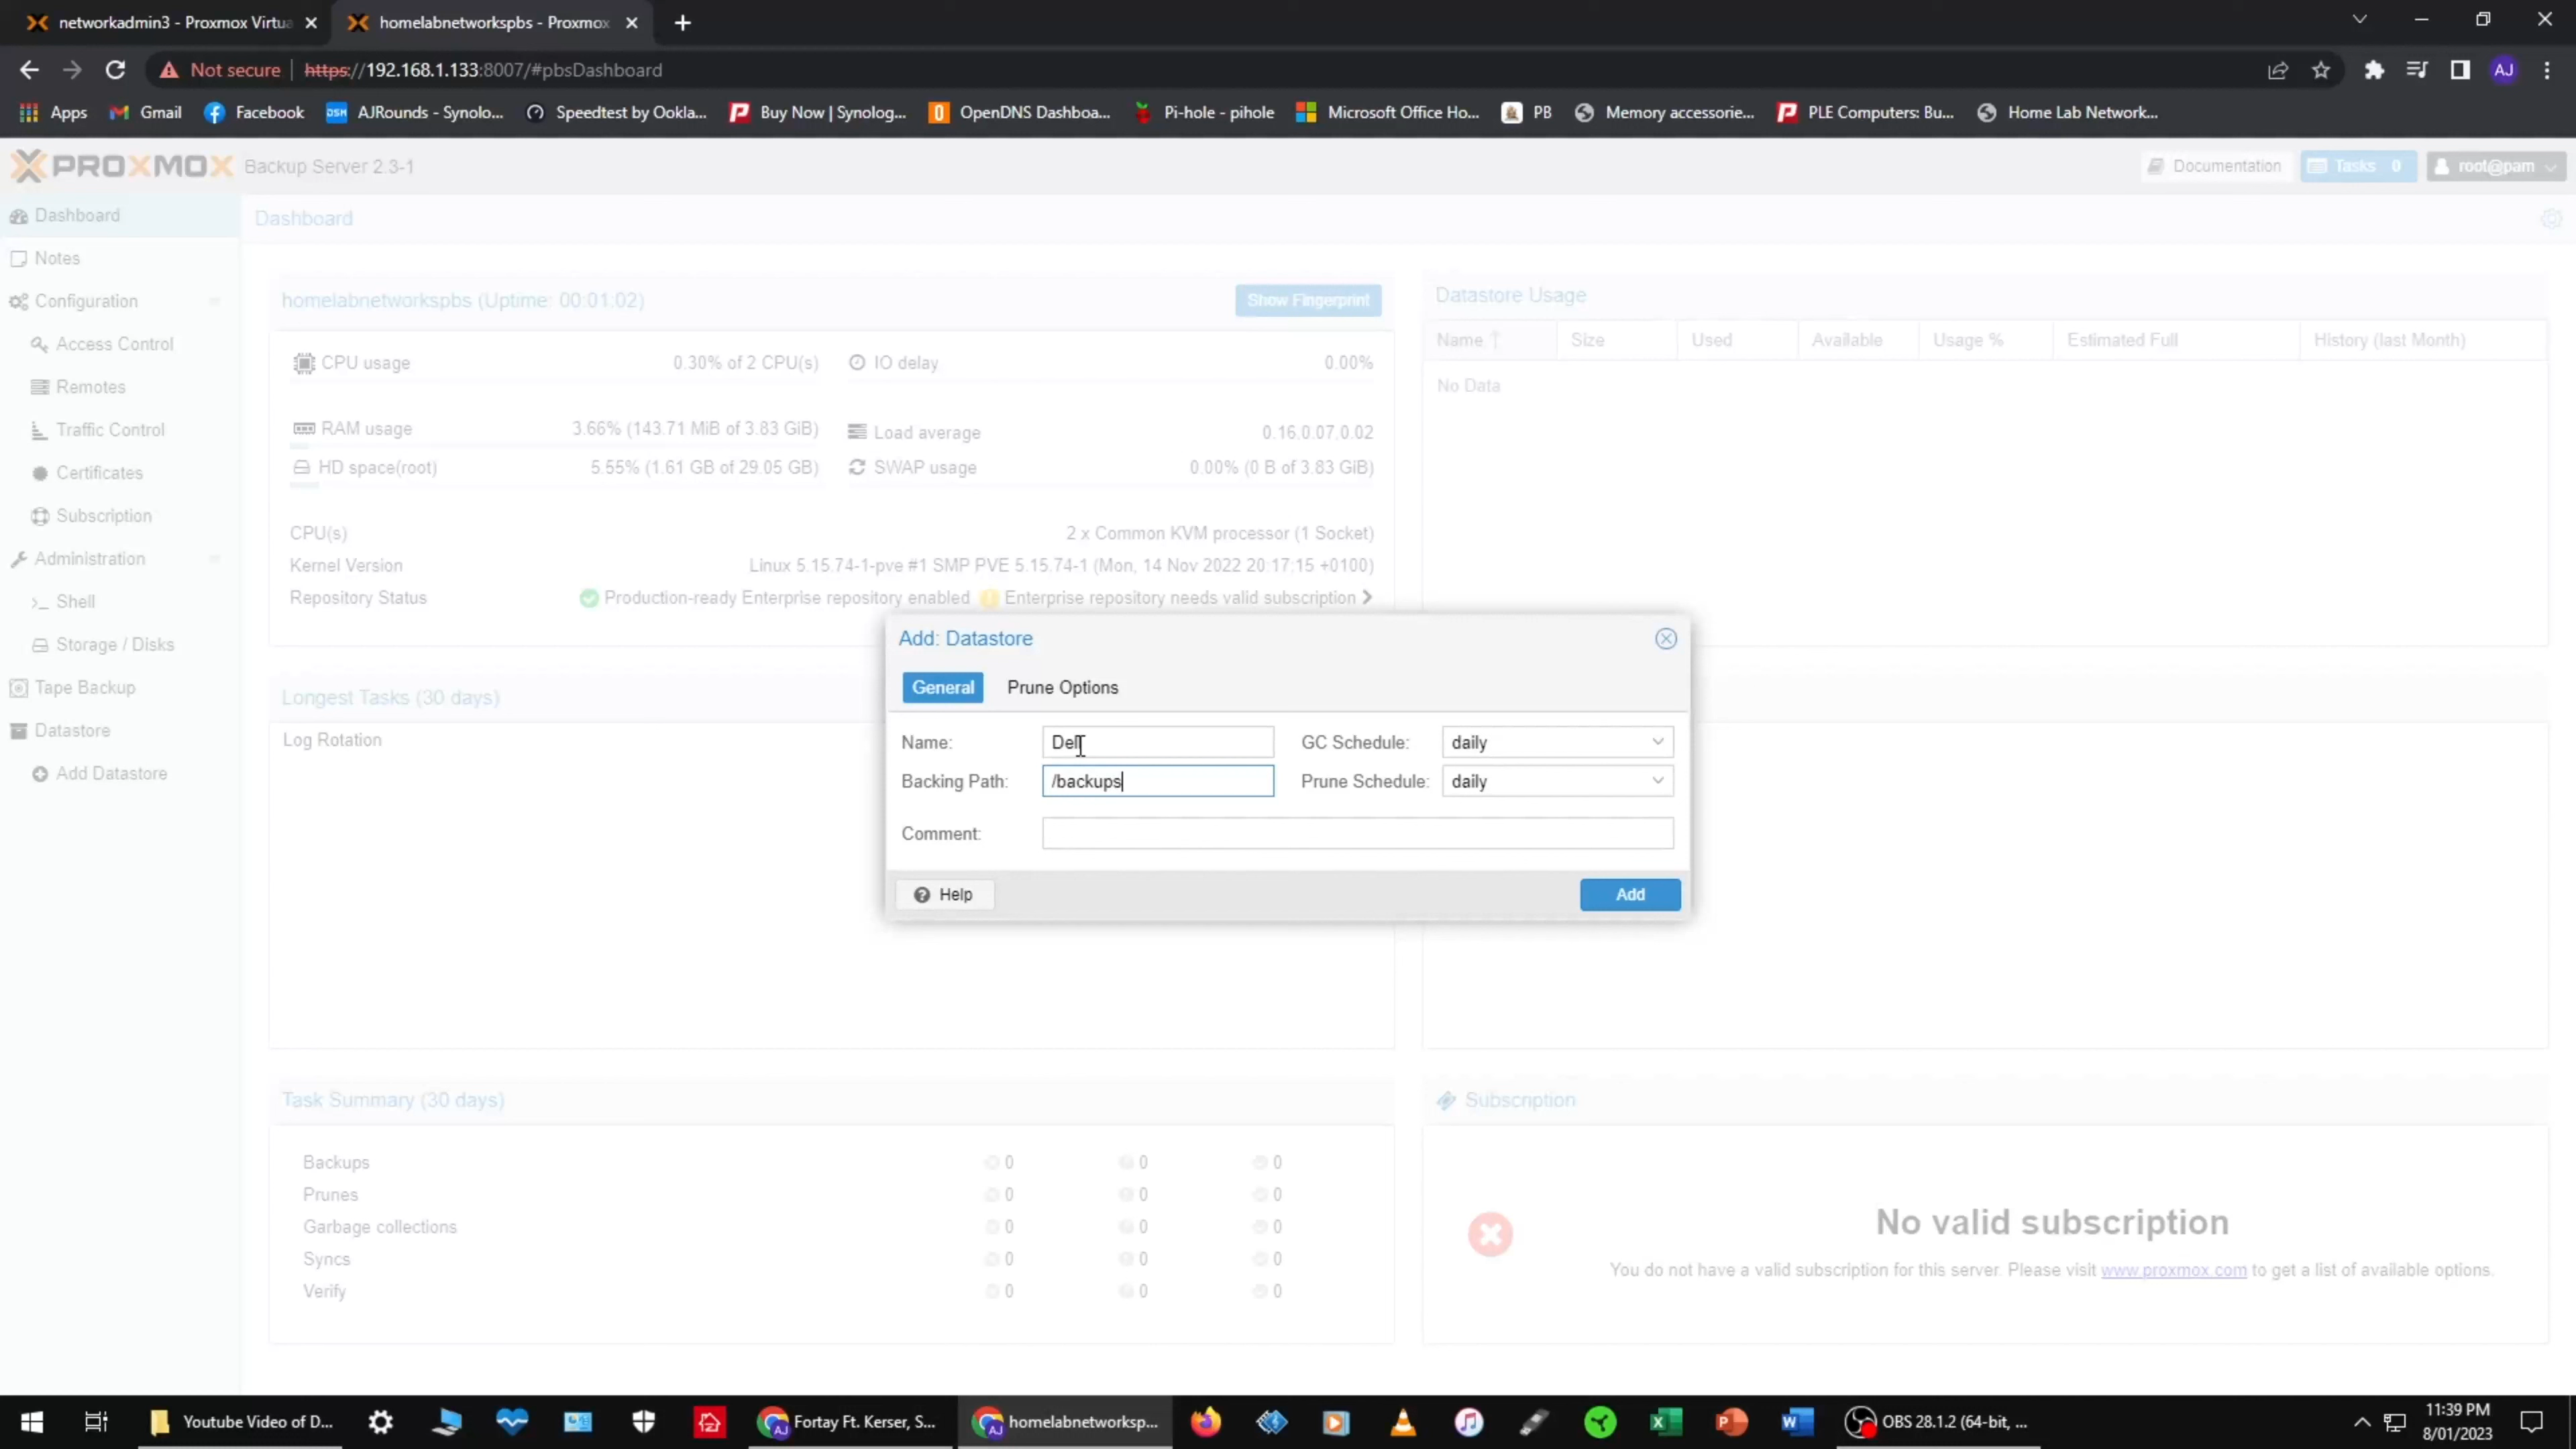 networkadmin3 - Proxmox Virtua
homelabnetworkspbs - Proxmox
Not secure
https://192.168.1.133:8007/#pbsDashboard
AJ
Apps
Gmail
Facebook
DSM AJRounds - Synolo...
Speedtest by Ookla...
Buy Now | Synolog...
OpenDNS Dashboa...
Pi-hole - pihole
Microsoft Office Ho...
PB
Memory accessorie...
PLE Computers: Bu...
Home Lab Network...
PROXMOX Backup Server 2.3-1
Documentation
Tasks 0
root@pam
Dashboard
Notes
Configuration
Access Control
Remotes
Traffic Control
Certificates
Subscription
Administration
Shell
Storage / Disks
Tape Backup
Datastore
Add Datastore
Dashboard
homelabnetworkspbs (Uptime: 00:01:02)
Show Fingerprint
CPU usage 0.30% of 2 CPU(s)
IO delay 0.00%
RAM usage 3.66% (143.71 MiB of 3.83 GiB)
Load average 0.16,0.07,0.02
HD space(root) 5.55% (1.61 GB of 29.05 GB)
SWAP usage 0.00% (0 B of 3.83 GiB)
CPU(s) 2 x Common KVM processor (1 Socket)
Kernel Version Linux 5.15.74-1-pve #1 SMP PVE 5.15.74-1 (Mon, 14 Nov 2022 20:17:15 +0100)
Repository Status Production-ready Enterprise repository enabled Enterprise repository needs valid subscription
Datastore Usage
Name Size Used Available Usage % Estimated Full History (last Month)
No Data
Longest Tasks (30 days)
Log Rotation
Add: Datastore
General Prune Options
Name: Dell GC Schedule: daily
Backing Path: /backups Prune Schedule: daily
Comment:
Help Add
Task Summary (30 days)
Backups 0 0 0
Prunes 0 0 0
Garbage collections 0 0 0
Syncs 0 0 0
Verify 0 0 0
Subscription
No valid subscription
You do not have a valid subscription for this server. Please visit www.proxmox.com to get a list of available options.
Youtube Video of D...
Fortay Ft. Kerser, S...
homelabnetworksp...
OBS 28.1.2 (64-bit, ...
11:39 PM
8/01/2023